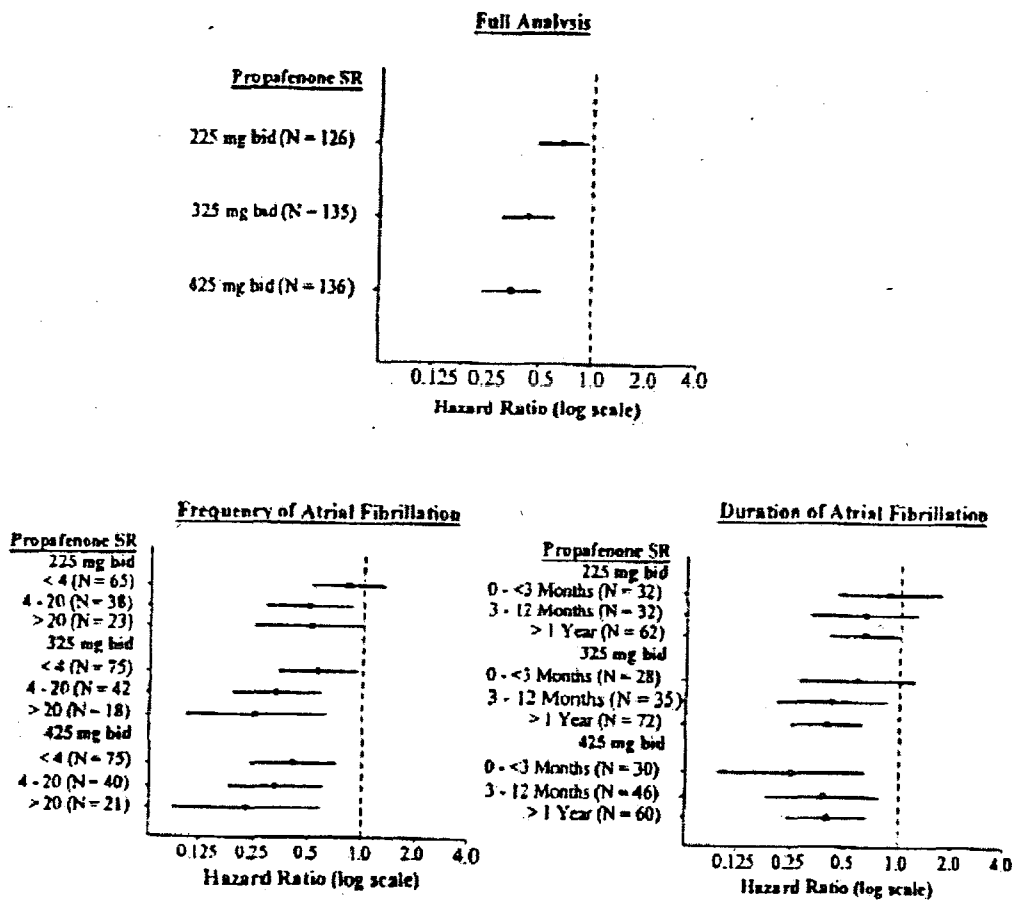 Full Analysis
Propafenone SR
225 mg bid (N = 126)
325 mg bid (N = 135)
425 mg bid (N = 136)
0.125 0.25 0.5 1.0 2.0 4.0
Hazard Ratio (log scale)
Frequency of Atrial Fibrillation
Propafenone SR
225 mg bid
< 4 (N = 65)
4 - 20 (N = 38)
> 20 (N = 23)
325 mg bid
< 4 (N = 75)
4 - 20 (N = 42
> 20 (N = 18)
425 mg bid
< 4 (N = 75)
4 - 20 (N = 40)
> 20 (N = 21)
0.125 0.25 0.5 1.0 2.0 4.0
Hazard Ratio (log scale)
Duration of Atrial Fibrillation
Propafenone SR
225 mg bid
0 - <3 Months (N = 32)
3 - 12 Months (N = 32)
> 1 Year (N = 62)
325 mg bid
0 - <3 Months (N = 28)
3 - 12 Months (N = 35)
> 1 Year (N = 72)
425 mg bid
0 - <3 Months (N = 30)
3 - 12 Months (N = 46)
> 1 Year (N = 60)
0.125 0.25 0.5 1.0 2.0 4.0
Hazard Ratio (log scale)